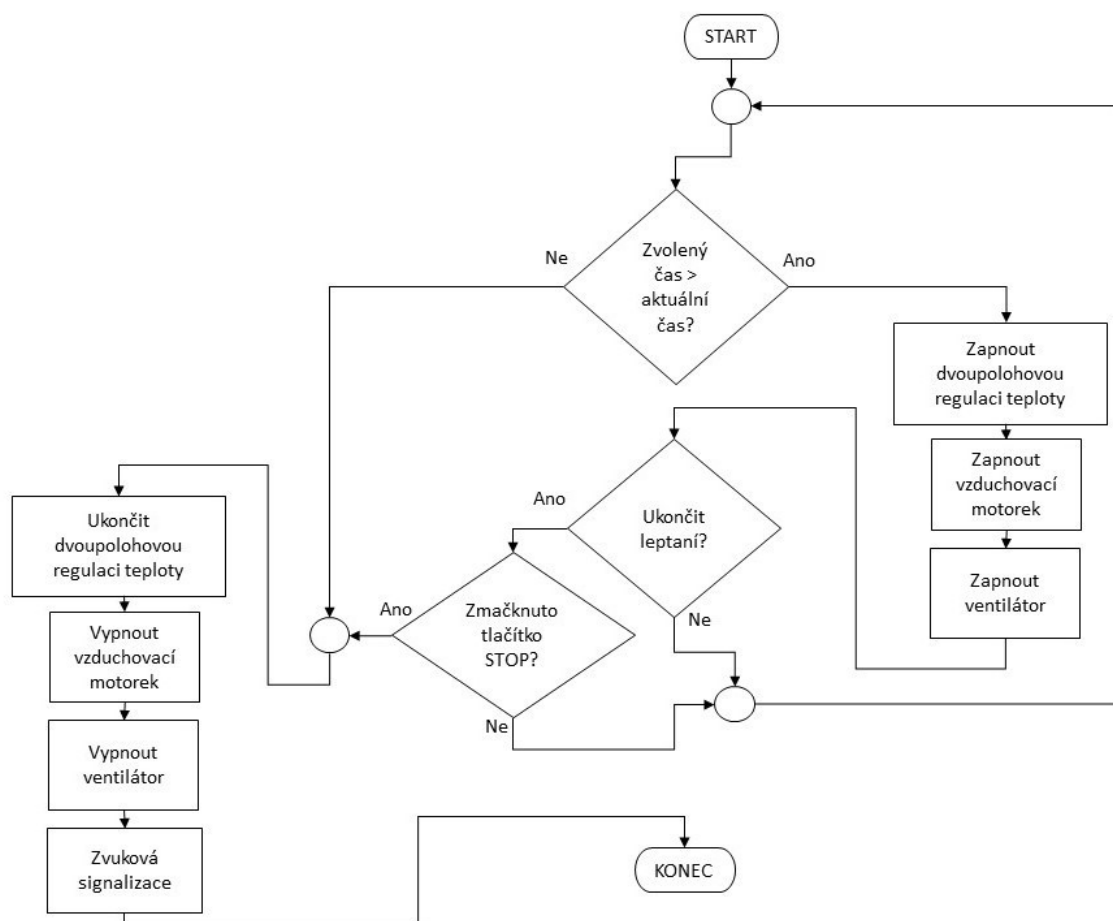 START
Zvolený
čas >
aktuální
čas?
Ne
Ano
Zapnout
dvoupolohovou
regulaci teploty
Zapnout
vzduchovací
motorek
Zapnout
ventilátor
Ukončit
leptaní?
Ano
Ne
Zmačknuto
tlačítko
STOP?
Ano
Ne
Ukončit
dvoupolohovou
regulaci teploty
Vypnout
vzduchovací
motorek
Vypnout
ventilátor
Zvuková
signalizace
KONEC